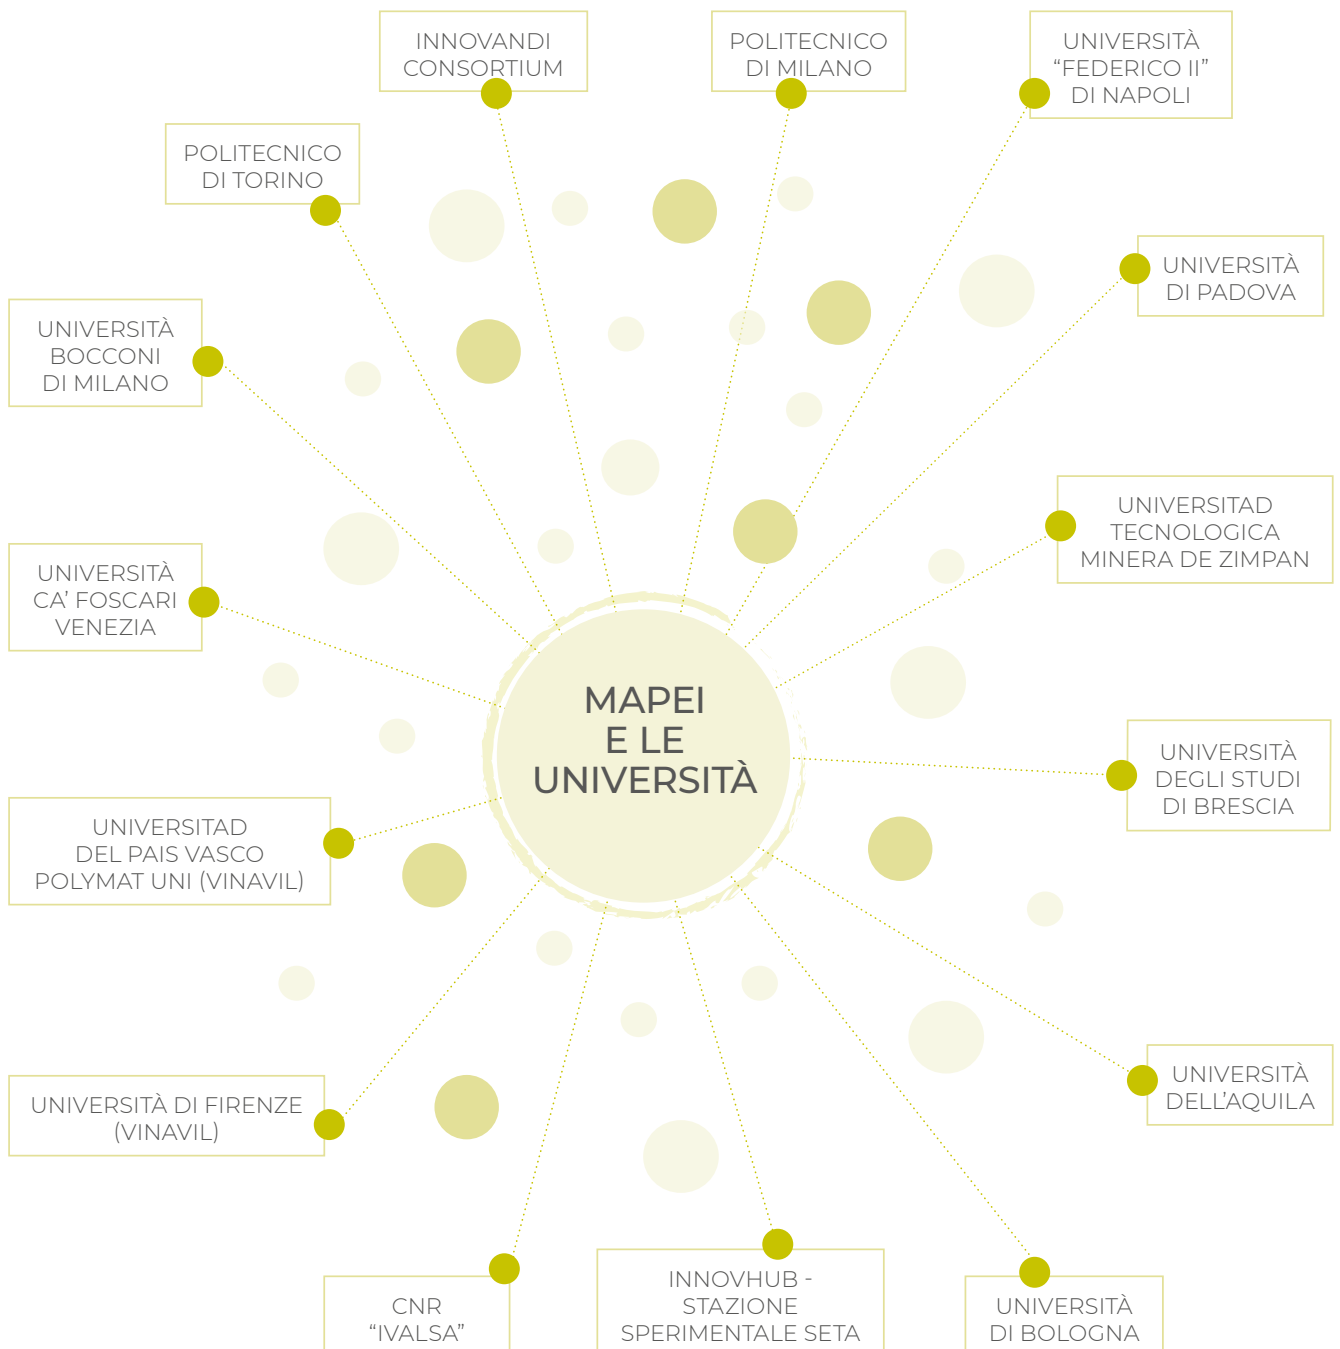 INNOVANDI
CONSORTIUM
POLITECNICO
DI MILANO
UNIVERSITÀ
“FEDERICO II”
DI NAPOLI
POLITECNICO
DI TORINO
UNIVERSITÀ
DI PADOVA
UNIVERSITÀ
BOCCONI
DI MILANO
UNIVERSITAD
TECNOLOGICA
MINERA DE ZIMPAN
UNIVERSITÀ
CA’ FOSCARI
VENEZIA
MAPEI
E LE
UNIVERSITÀ
UNIVERSITÀ
DEGLI STUDI
DI BRESCIA
UNIVERSITAD
DEL PAIS VASCO
POLYMAT UNI (VINAVIL)
UNIVERSITÀ
DELL’AQUILA
UNIVERSITÀ DI FIRENZE
(VINAVIL)
CNR
“IVALSA”
INNOVHUB -
STAZIONE
SPERIMENTALE SETA
UNIVERSITÀ
DI BOLOGNA